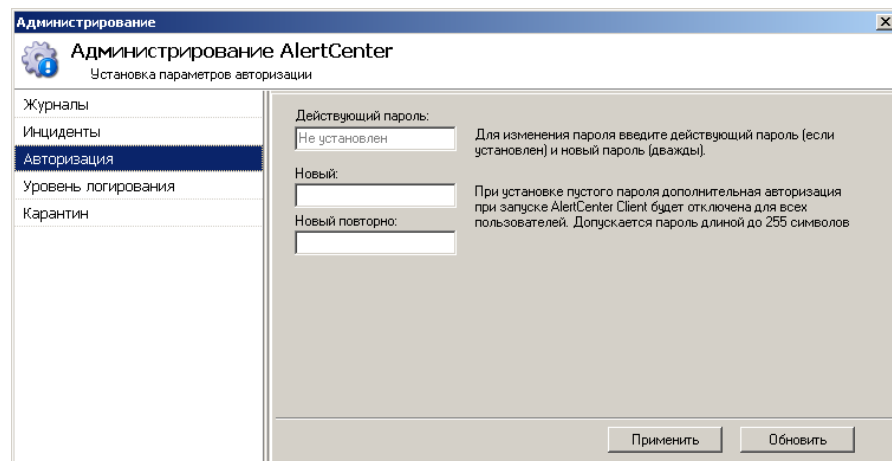 Администрирование
Администрирование AlertCenter
Установка параметров авторизации
Журналы
Инциденты
Авторизация
Уровень логирования
Карантин
Действующий пароль:
Не установлен
Для изменения пароля введите действующий пароль (если
установлен) и новый пароль (дважды).
Новый:
При установке пустого пароля дополнительная авторизация
при запуске AlertCenter Client будет отключена для всех
пользователей. Допускается пароль длиной до 255 символов
Новый повторно:
Применить
Обновить